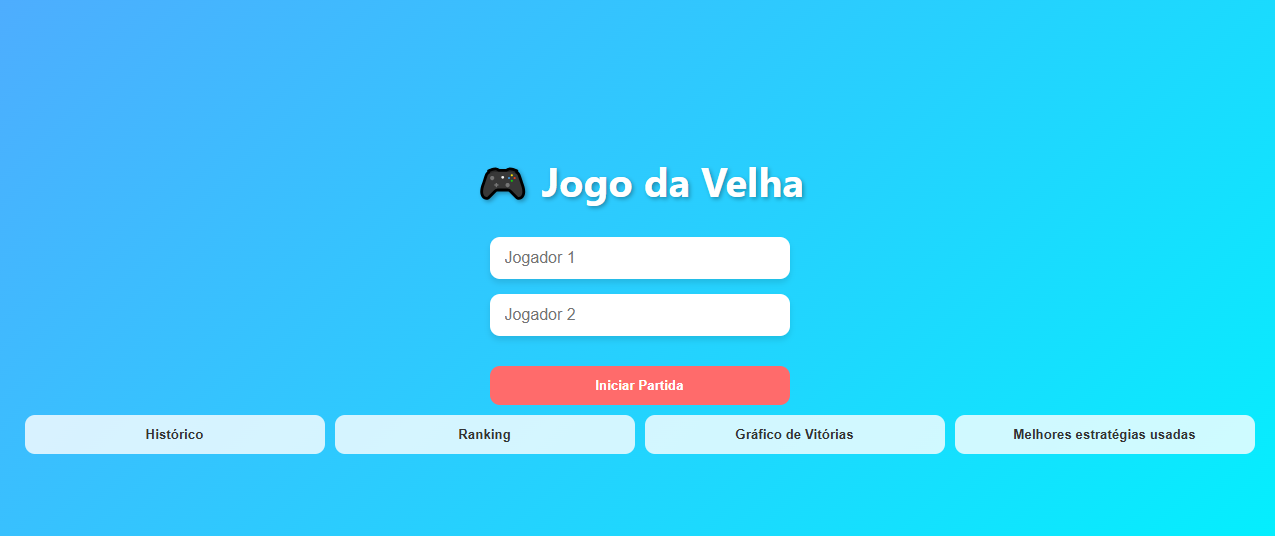 🎮 Jogo da Velha
Jogador 1
Jogador 2
Iniciar Partida
Histórico
Ranking
Gráfico de Vitórias
Melhores estratégias usadas